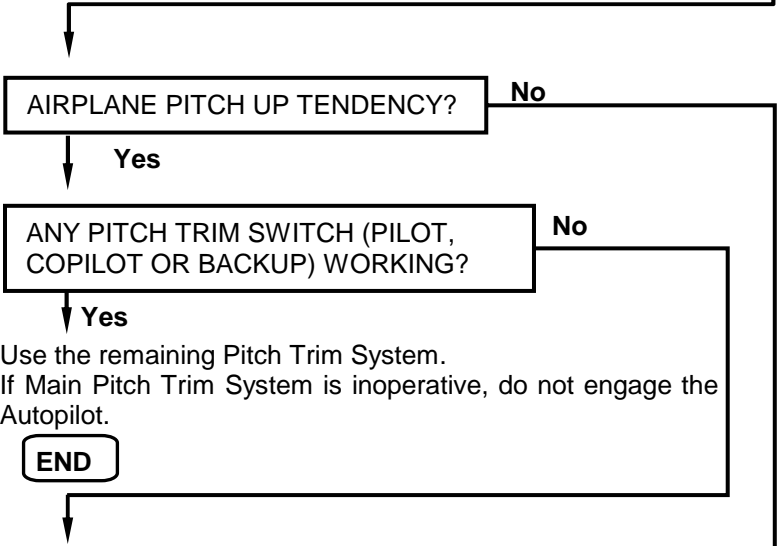 AIRPLANE PITCH UP TENDENCY?
No
Yes
ANY PITCH TRIM SWITCH (PILOT,
COPILOT OR BACKUP) WORKING?
No
Yes
Use the remaining Pitch Trim System.
If Main Pitch Trim System is inoperative, do not engage the
Autopilot.
END